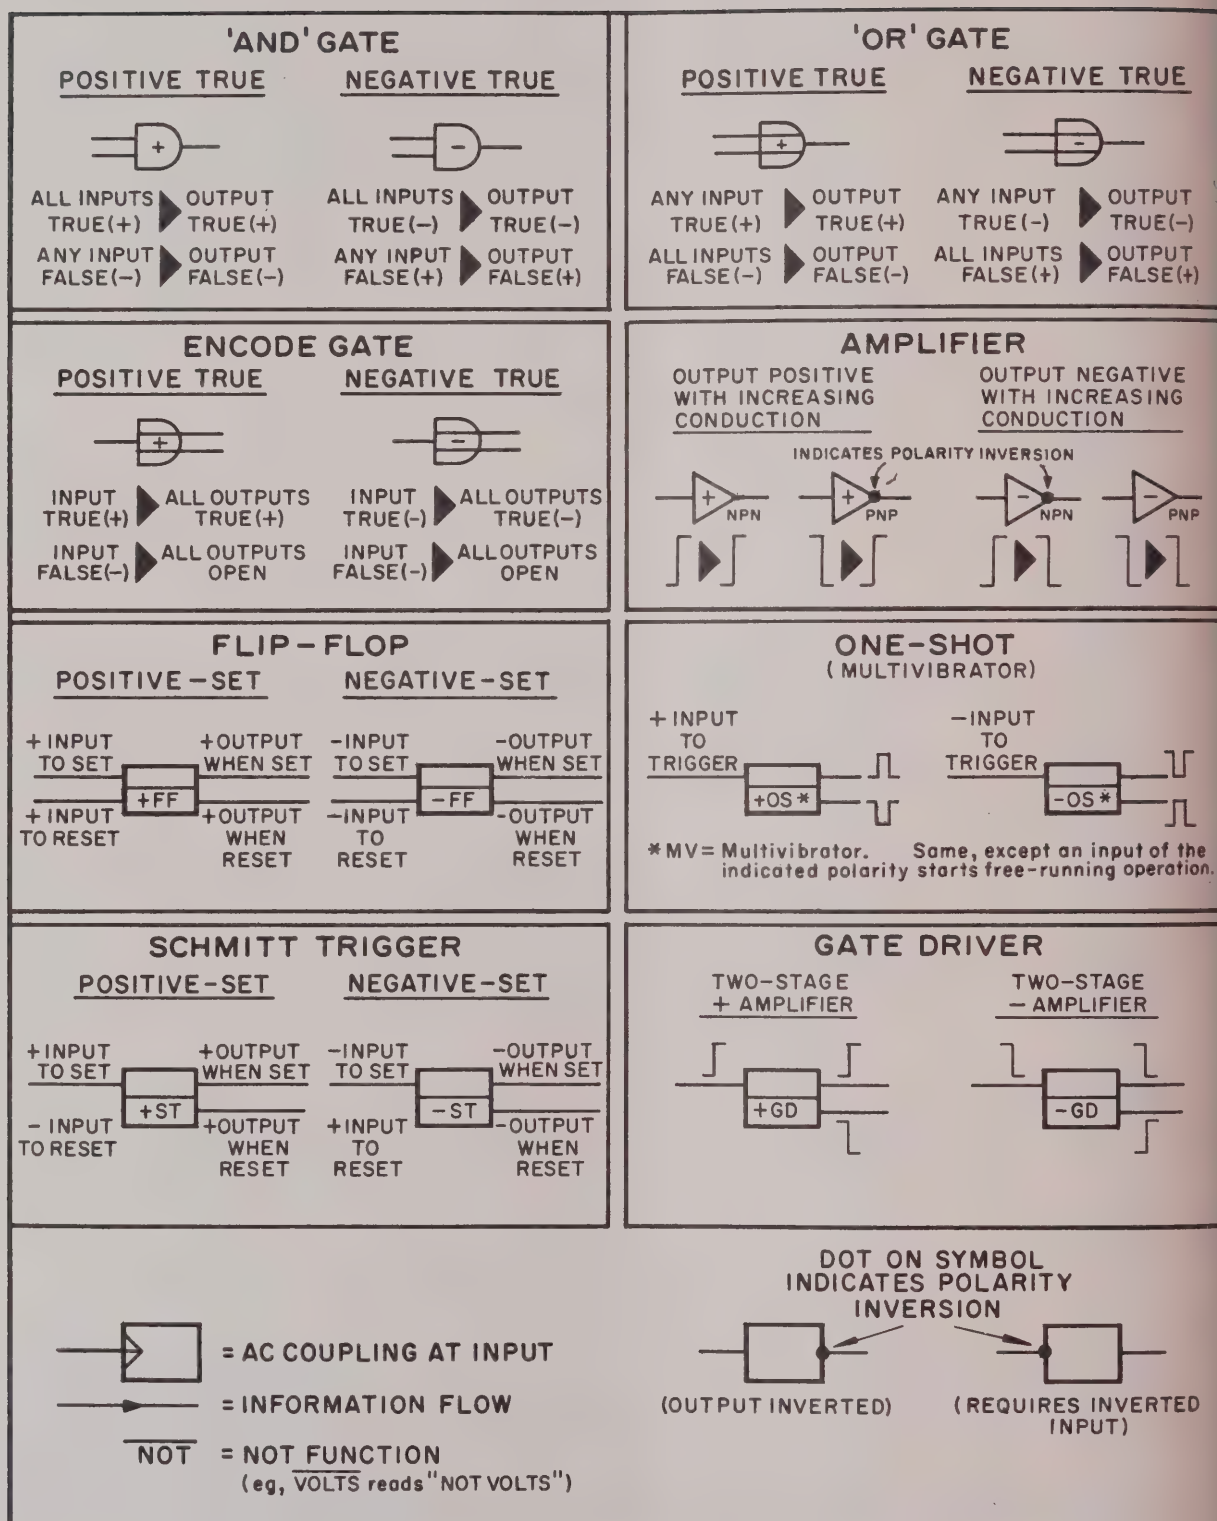 'AND' GATE
POSITIVE TRUE
NEGATIVE TRUE
+
-
ALL INPUTS OUTPUT
TRUE(+) TRUE(+)
ANY INPUT OUTPUT
FALSE(-) FALSE(-)
ALL INPUTS OUTPUT
TRUE(-) TRUE(-)
ANY INPUT OUTPUT
FALSE(+) FALSE(+)
'OR' GATE
POSITIVE TRUE
NEGATIVE TRUE
+
-
ANY INPUT OUTPUT
TRUE(+) TRUE(+)
ALL INPUTS OUTPUT
FALSE(-) FALSE(-)
ANY INPUT OUTPUT
TRUE(-) TRUE(-)
ALL INPUTS OUTPUT
FALSE(+) FALSE(+)
ENCODE GATE
POSITIVE TRUE
NEGATIVE TRUE
+
-
INPUT ALL OUTPUTS
TRUE(+) TRUE(+)
INPUT ALL OUTPUTS
FALSE(-) OPEN
INPUT ALL OUTPUTS
TRUE(-) TRUE(-)
INPUT ALL OUTPUTS
FALSE(-) OPEN
AMPLIFIER
OUTPUT POSITIVE
WITH INCREASING
CONDUCTION
OUTPUT NEGATIVE
WITH INCREASING
CONDUCTION
INDICATES POLARITY INVERSION
+ NPN
+ PNP
- NPN
- PNP
FLIP-FLOP
POSITIVE-SET
NEGATIVE-SET
+ INPUT
TO SET
+OUTPUT
WHEN SET
+FF
+ INPUT
TO RESET
+OUTPUT
WHEN
RESET
-INPUT
TO SET
-OUTPUT
WHEN SET
-FF
-INPUT
TO
RESET
-OUTPUT
WHEN
RESET
ONE-SHOT
(MULTIVIBRATOR)
+ INPUT
TO
TRIGGER
+OS*
-INPUT
TO
TRIGGER
-OS*
*MV = Multivibrator. Same, except an input of the
indicated polarity starts free-running operation.
SCHMITT TRIGGER
POSITIVE-SET
NEGATIVE-SET
+INPUT
TO SET
+OUTPUT
WHEN SET
+ST
- INPUT
TO RESET
+OUTPUT
WHEN
RESET
-INPUT
TO SET
-OUTPUT
WHEN SET
-ST
+INPUT
TO
RESET
-OUTPUT
WHEN
RESET
GATE DRIVER
TWO-STAGE
+ AMPLIFIER
TWO-STAGE
- AMPLIFIER
+GD
-GD
= AC COUPLING AT INPUT
= INFORMATION FLOW
NOT = NOT FUNCTION
(eg, VOLTS reads "NOT VOLTS")
DOT ON SYMBOL
INDICATES POLARITY
INVERSION
(OUTPUT INVERTED)
(REQUIRES INVERTED
INPUT)